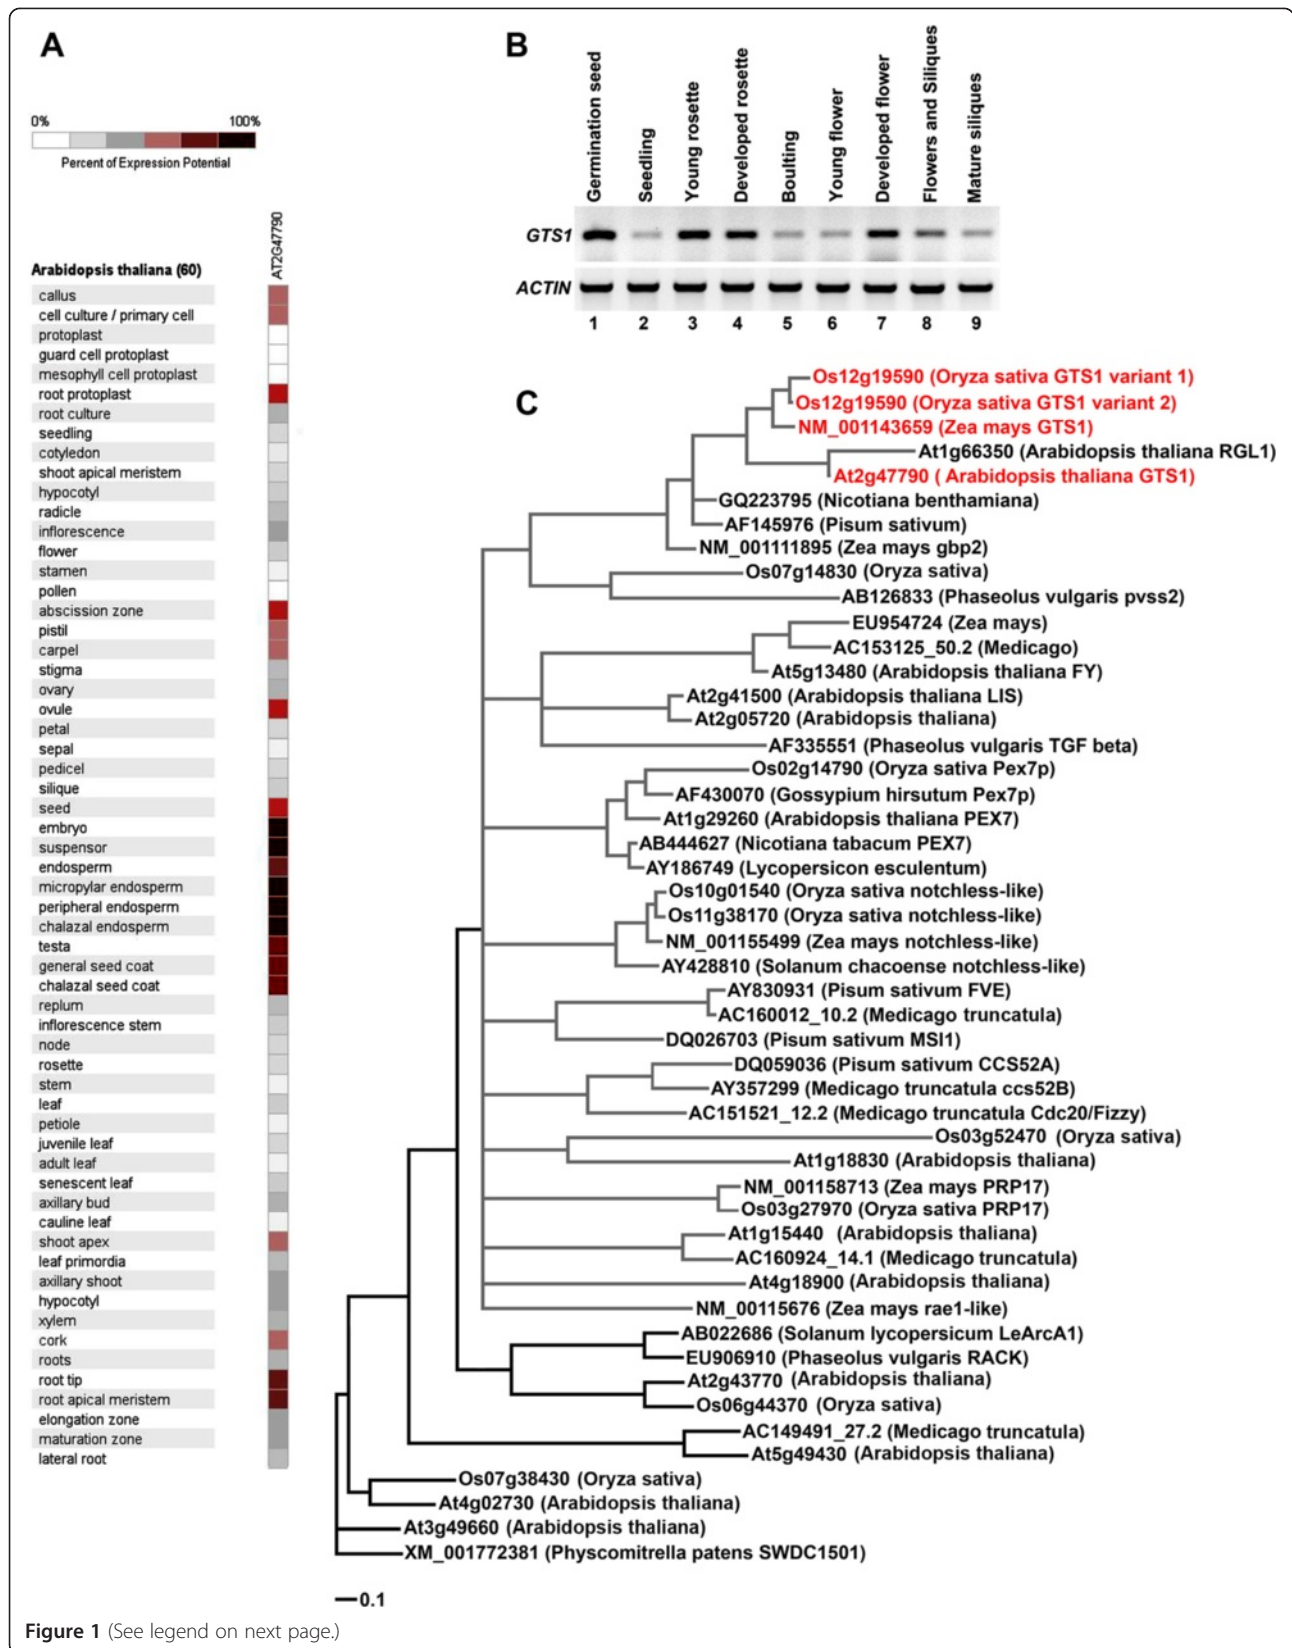 A
0% 100%
Percent of Expression Potential
AT2G47790
Arabidopsis thaliana (60)
callus
cell culture / primary cell
protoplast
guard cell protoplast
mesophyll cell protoplast
root protoplast
root culture
seedling
cotyledon
shoot apical meristem
hypocotyl
radicle
inflorescence
flower
stamen
pollen
abscission zone
pistil
carpel
stigma
ovary
ovule
petal
sepal
pedicel
silique
seed
embryo
suspensor
endosperm
micropylar endosperm
peripheral endosperm
chalazal endosperm
testa
general seed coat
chalazal seed coat
replum
inflorescence stem
node
rosette
stem
leaf
petiole
juvenile leaf
adult leaf
senescent leaf
axillary bud
cauline leaf
shoot apex
leaf primordia
axillary shoot
hypocotyl
xylem
cork
roots
root tip
root apical meristem
elongation zone
maturation zone
lateral root
B
Germination seed
Seedling
Young rosette
Developed rosette
Boulting
Young flower
Developed flower
Flowers and Siliques
Mature siliques
GTS1
ACTIN
1 2 3 4 5 6 7 8 9
C
Os12g19590 (Oryza sativa GTS1 variant 1)
Os12g19590 (Oryza sativa GTS1 variant 2)
NM_001143659 (Zea mays GTS1)
At1g66350 (Arabidopsis thaliana RGL1)
At2g47790 ( Arabidopsis thaliana GTS1)
GQ223795 (Nicotiana benthamiana)
AF145976 (Pisum sativum)
NM_001111895 (Zea mays gbp2)
Os07g14830 (Oryza sativa)
AB126833 (Phaseolus vulgaris pvss2)
EU954724 (Zea mays)
AC153125_50.2 (Medicago)
At5g13480 (Arabidopsis thaliana FY)
At2g41500 (Arabidopsis thaliana LIS)
At2g05720 (Arabidopsis thaliana)
AF335551 (Phaseolus vulgaris TGF beta)
Os02g14790 (Oryza sativa Pex7p)
AF430070 (Gossypium hirsutum Pex7p)
At1g29260 (Arabidopsis thaliana PEX7)
AB444627 (Nicotiana tabacum PEX7)
AY186749 (Lycopersicon esculentum)
Os10g01540 (Oryza sativa notchless-like)
Os11g38170 (Oryza sativa notchless-like)
NM_001155499 (Zea mays notchless-like)
AY428810 (Solanum chacoense notchless-like)
AY830931 (Pisum sativum FVE)
AC160012_10.2 (Medicago truncatula)
DQ026703 (Pisum sativum MSI1)
DQ059036 (Pisum sativum CCS52A)
AY357299 (Medicago truncatula ccs52B)
AC151521_12.2 (Medicago truncatula Cdc20/Fizzy)
Os03g52470 (Oryza sativa)
At1g18830 (Arabidopsis thaliana)
NM_001158713 (Zea mays PRP17)
Os03g27970 (Oryza sativa PRP17)
At1g15440 (Arabidopsis thaliana)
AC160924_14.1 (Medicago truncatula)
At4g18900 (Arabidopsis thaliana)
NM_00115676 (Zea mays rae1-like)
AB022686 (Solanum lycopersicum LeArcA1)
EU906910 (Phaseolus vulgaris RACK)
At2g43770 (Arabidopsis thaliana)
Os06g44370 (Oryza sativa)
AC149491_27.2 (Medicago truncatula)
At5g49430 (Arabidopsis thaliana)
Os07g38430 (Oryza sativa)
At4g02730 (Arabidopsis thaliana)
At3g49660 (Arabidopsis thaliana)
XM_001772381 (Physcomitrella patens SWDC1501)
0.1
Figure 1 (See legend on next page.)